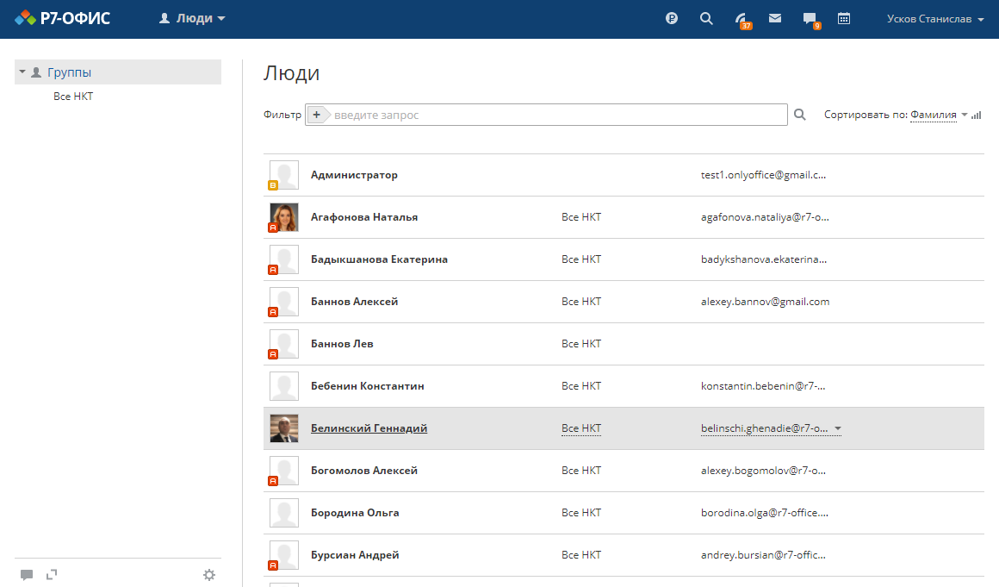 Р7-ОФИС Люди 37 9 Усков Станислав
Группы
Все НКТ
Люди
Фильтр + введите запрос Сортировать по: Фамилия
Администратор test1.onlyoffice@gmail.c...
Агафонова Наталья Все НКТ agafonova.nataliya@r7-o...
Бадыкшанова Екатерина Все НКТ badykshanova.ekaterina...
Баннов Алексей Все НКТ alexey.bannov@gmail.com
Баннов Лев Все НКТ
Бебенин Константин Все НКТ konstantin.bebenin@r7-...
Белинский Геннадий Все НКТ belinschi.ghenadie@r7-o...
Богомолов Алексей Все НКТ alexey.bogomolov@r7-o...
Бородина Ольга Все НКТ borodina.olga@r7-office....
Бурсиан Андрей Все НКТ andrey.bursian@r7-offic...